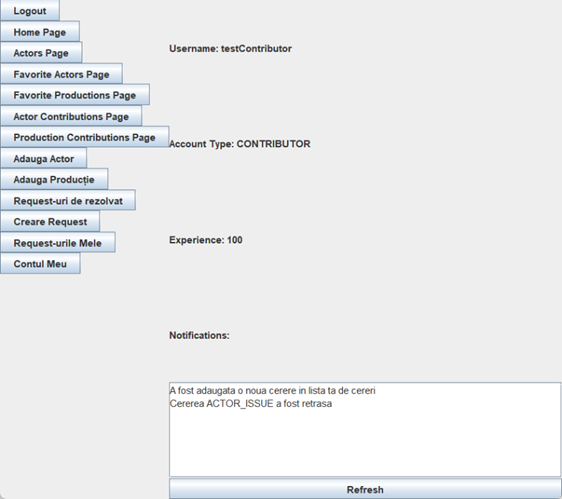 Logout
Home Page
Actors Page
Favorite Actors Page
Favorite Productions Page
Actor Contributions Page
Production Contributions Page
Adauga Actor
Adauga Producție
Request-uri de rezolvat
Creare Request
Request-urile Mele
Contul Meu
Username: testContributor
Account Type: CONTRIBUTOR
Experience: 100
Notifications:
A fost adaugata o noua cerere in lista ta de cereri
Cererea ACTOR_ISSUE a fost retrasa
Refresh